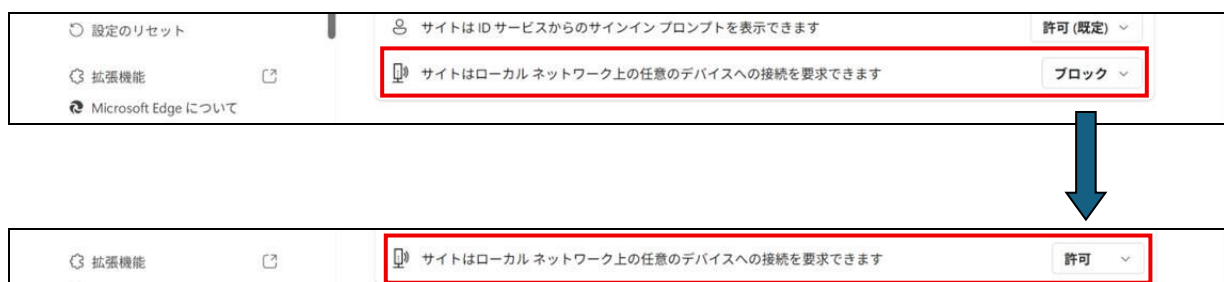 設定のリセット
サイトは ID サービスからのサインイン プロンプトを表示できます 許可 (既定)
拡張機能
サイトはローカル ネットワーク上の任意のデバイスへの接続を要求できます ブロック
Microsoft Edge について
拡張機能
サイトはローカル ネットワーク上の任意のデバイスへの接続を要求できます 許可